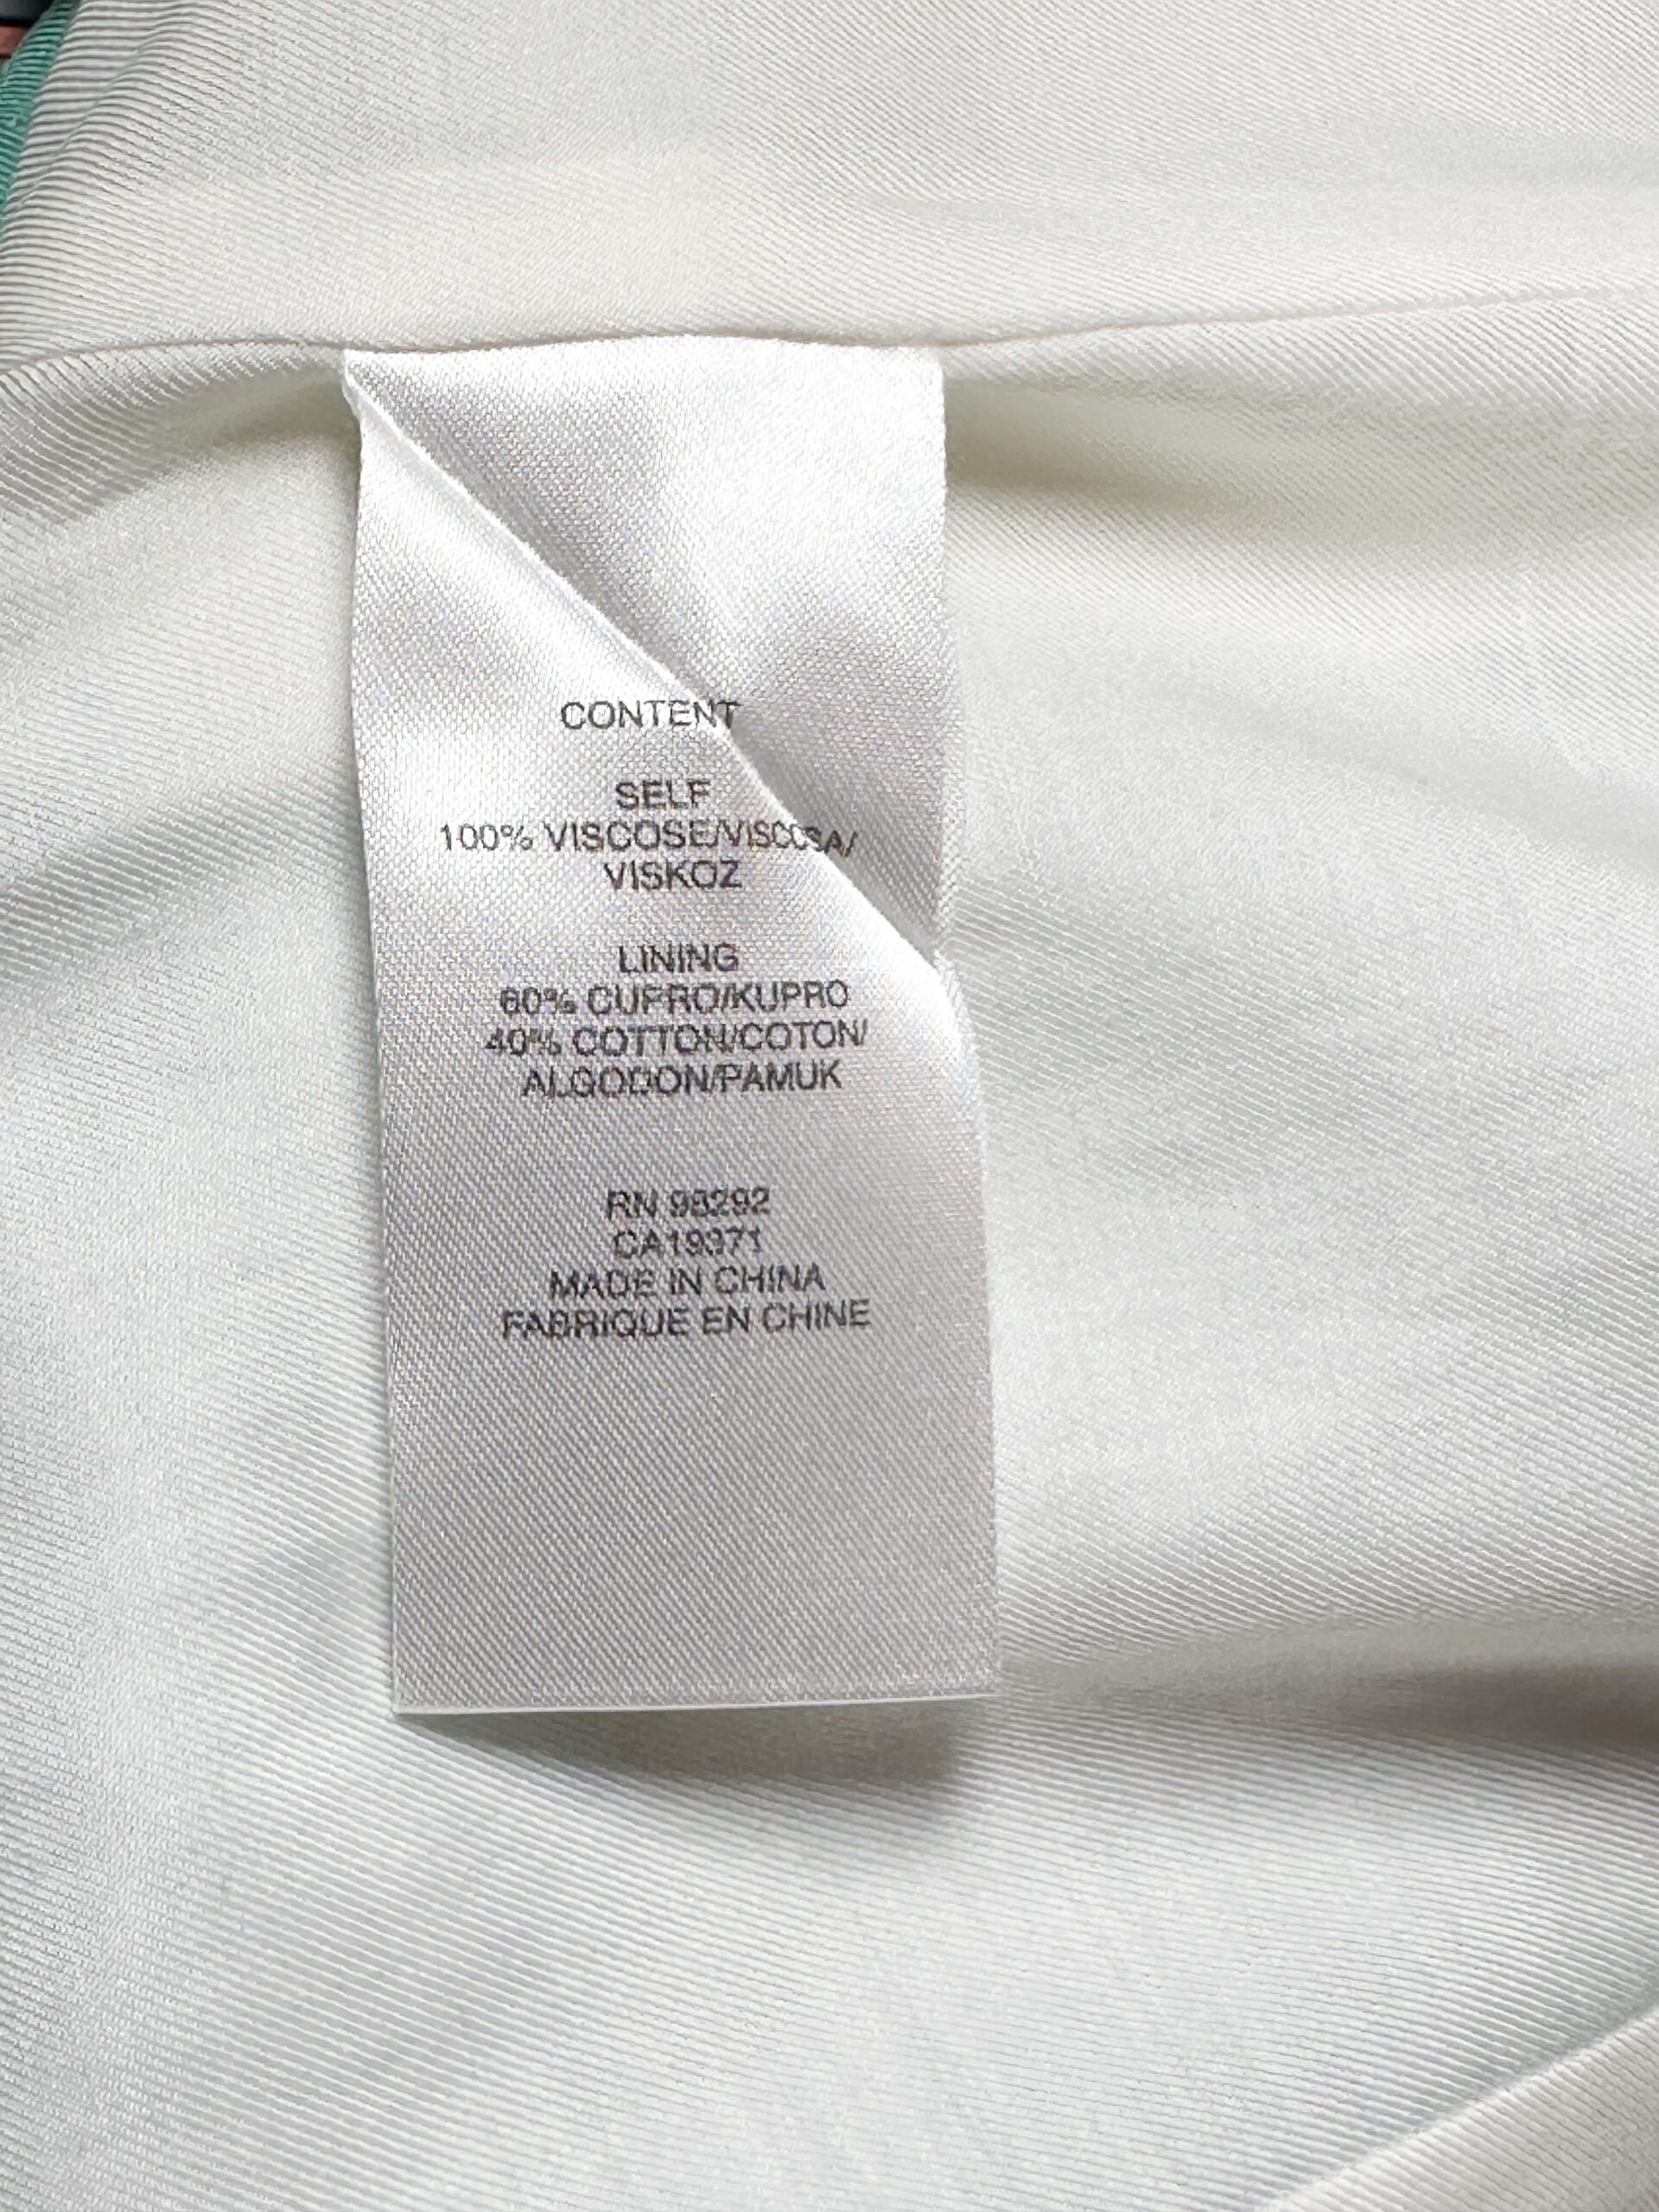 CONTENT
SELF
100% VISCOSE/VISCOSA/
VISKOZ
LINING
60% CUPRO/KUPRO
40% COTTON/COTON/
ALGODON/PAMUK
RN 98292
CA19971
MADE IN CHINA
FABRIQUE EN CHINE